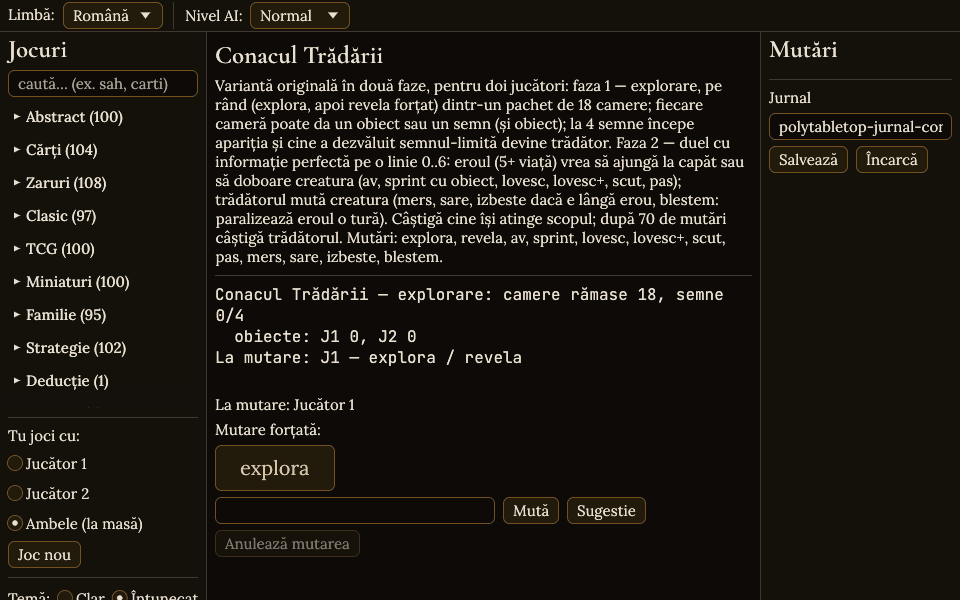 Limbă: Română Nivel AI: Normal
Jocuri
caută... (ex. sah, carti)
Abstract (100)
Cărți (104)
Zaruri (108)
Clasic (97)
TCG (100)
Miniaturi (100)
Familie (95)
Strategie (102)
Deducție (1)
Tu joci cu:
Jucător 1
Jucător 2
Ambele (la masă)
Joc nou
Temă: Clar Întunecat
Conacul Trădării
Variantă originală în două faze, pentru doi jucători: faza 1 — explorare, pe
rând (explora, apoi revela forțat) dintr-un pachet de 18 camere; fiecare
cameră poate da un obiect sau un semn (și obiect); la 4 semne începe
apariția și cine a dezvăluit semnul-limită devine trădător. Faza 2 — duel cu
informație perfectă pe o linie 0..6: eroul (5+ viață) vrea să ajungă la capăt sau
să doboare creatura (av, sprint cu obiect, lovesc, lovesc+, scut, pas);
trădătorul mută creatura (mers, sare, izbeste dacă e lângă erou, blestem:
paralizează eroul o tură). Câștigă cine își atinge scopul; după 70 de mutări
câștigă trădătorul. Mutări: explora, revela, av, sprint, lovesc, lovesc+, scut,
pas, mers, sare, izbeste, blestem.
Conacul Trădării — explorare: camere rămase 18, semne
0/4
obiecte: J1 0, J2 0
La mutare: J1 — explora / revela
La mutare: Jucător 1
Mutare forțată:
explora
Mută Sugestie
Anulează mutarea
Mutări
Jurnal
polytabletop-jurnal-cor
Salvează Încarcă